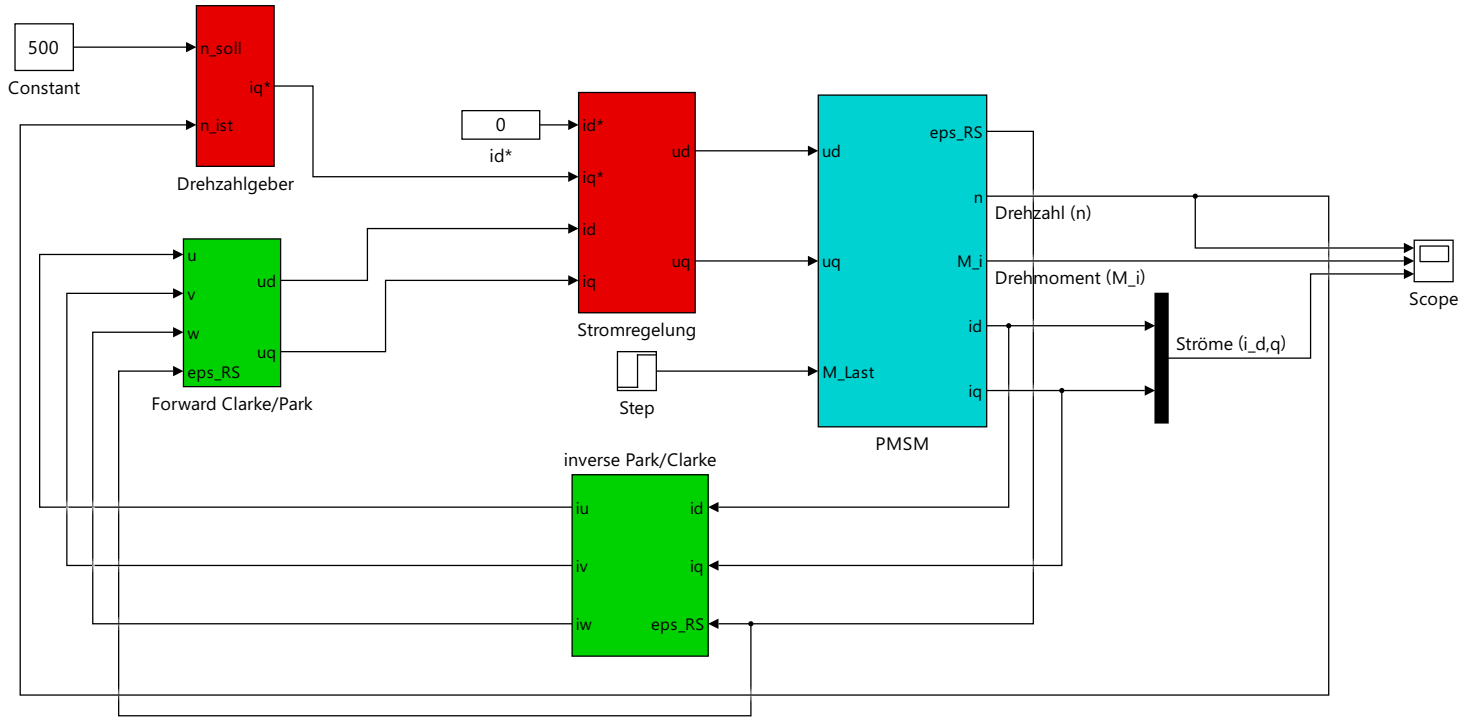 500
Constant
n_soll
n_ist
iq*
Drehzahlgeber
0
id*
id*
iq*
id
iq
ud
uq
Stromregelung
Step
ud
uq
M_Last
eps_RS
n
M_i
id
iq
PMSM
Drehzahl (n)
Drehmoment (M_i)
Ströme (i_d,q)
Scope
u
v
w
eps_RS
ud
uq
Forward Clarke/Park
inverse Park/Clarke
iu
iv
iw
id
iq
eps_RS